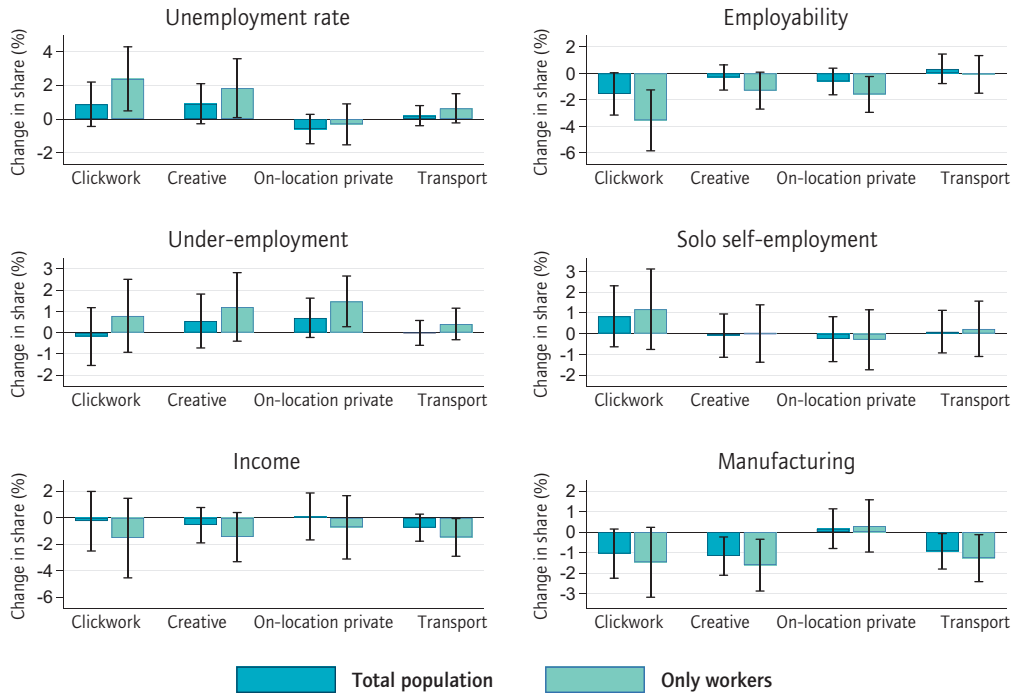 Unemployment rate
Change in share (%)
4
2
0
-2
Clickwork Creative On-location private Transport
Employability
Change in share (%)
2
0
-2
-4
-6
Clickwork Creative On-location private Transport
Under-employment
Change in share (%)
3
2
1
0
-1
-2
Clickwork Creative On-location private Transport
Solo self-employment
Change in share (%)
3
2
1
0
-1
-2
Clickwork Creative On-location private Transport
Income
Change in share (%)
2
0
-2
-4
-6
Clickwork Creative On-location private Transport
Manufacturing
Change in share (%)
2
1
0
-1
-2
-3
Clickwork Creative On-location private Transport
Total population Only workers